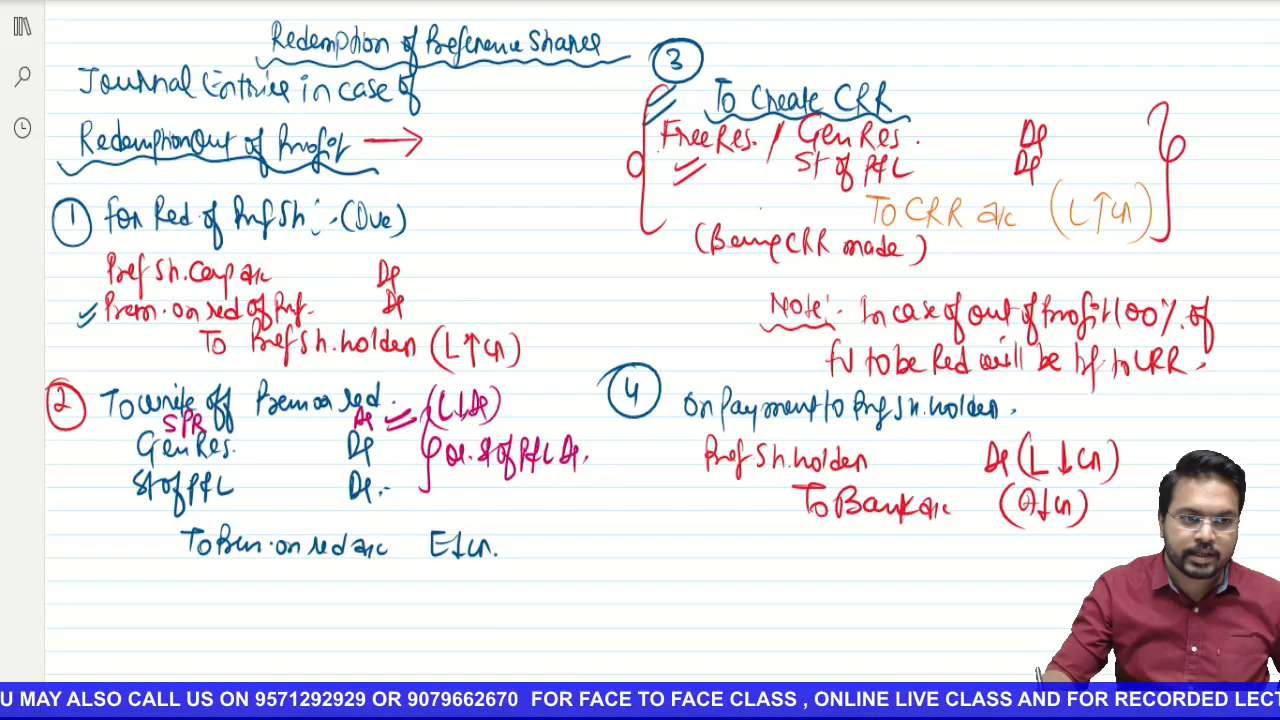 Redemption of Preference Shares
Journal Entries in case of
Redemption Out of Profit →
1 for Red of Pref Sh :- (Due)
Pref Sh. Cap a/c Dr
Prem. on red of Prf. Dr
To Pref Sh. holder (L↑Cr)
2 To write off Prem on red. (L↓Dr)
SPR Dr
Gen Res. Dr or. St of P/L Dr.
St of P/L Dr.
To Prem. on red a/c E↓Cr.
3
To Create CRR
Free Res. / Gen Res. Dr
St of P/L Dr
To CRR a/c (L↑Cr)
(Being CRR made)
Note:- In case of out of Profit 100% of
fv to be Red will be tf to CRR.
4 on Payment to Prf Sh. holder.
Pref Sh. holder Dr (L↓Cr)
To Bank a/c (A↓Cr)
U MAY ALSO CALL US ON 9571292929 OR 9079662670 FOR FACE TO FACE CLASS , ONLINE LIVE CLASS AND FOR RECORDED LECT